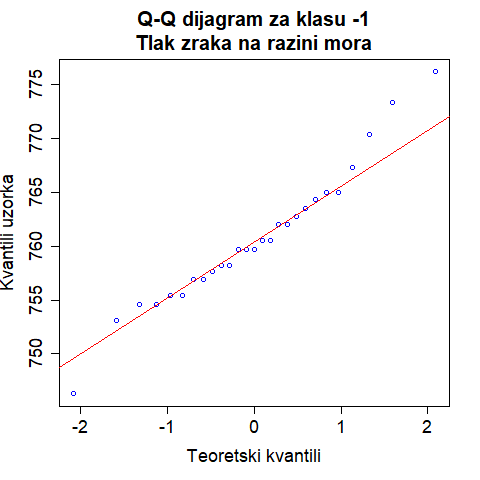 Q-Q dijagram za klasu -1
Tlak zraka na razini mora
Kvantili uzorka
775
770
765
760
755
750
-2
-1
0
1
2
Teoretski kvantili